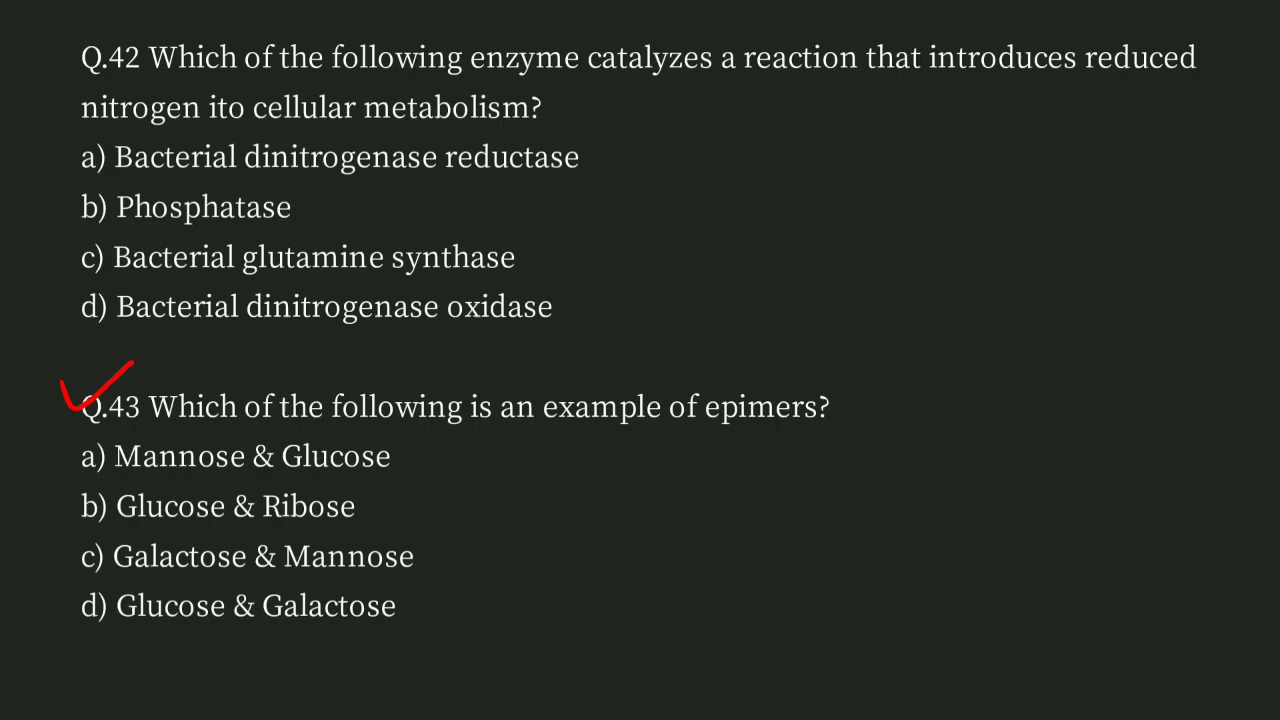 Q.42 Which of the following enzyme catalyzes a reaction that introduces reduced
nitrogen ito cellular metabolism?
a) Bacterial dinitrogenase reductase
b) Phosphatase
c) Bacterial glutamine synthase
d) Bacterial dinitrogenase oxidase
Q.43 Which of the following is an example of epimers?
a) Mannose & Glucose
b) Glucose & Ribose
c) Galactose & Mannose
d) Glucose & Galactose